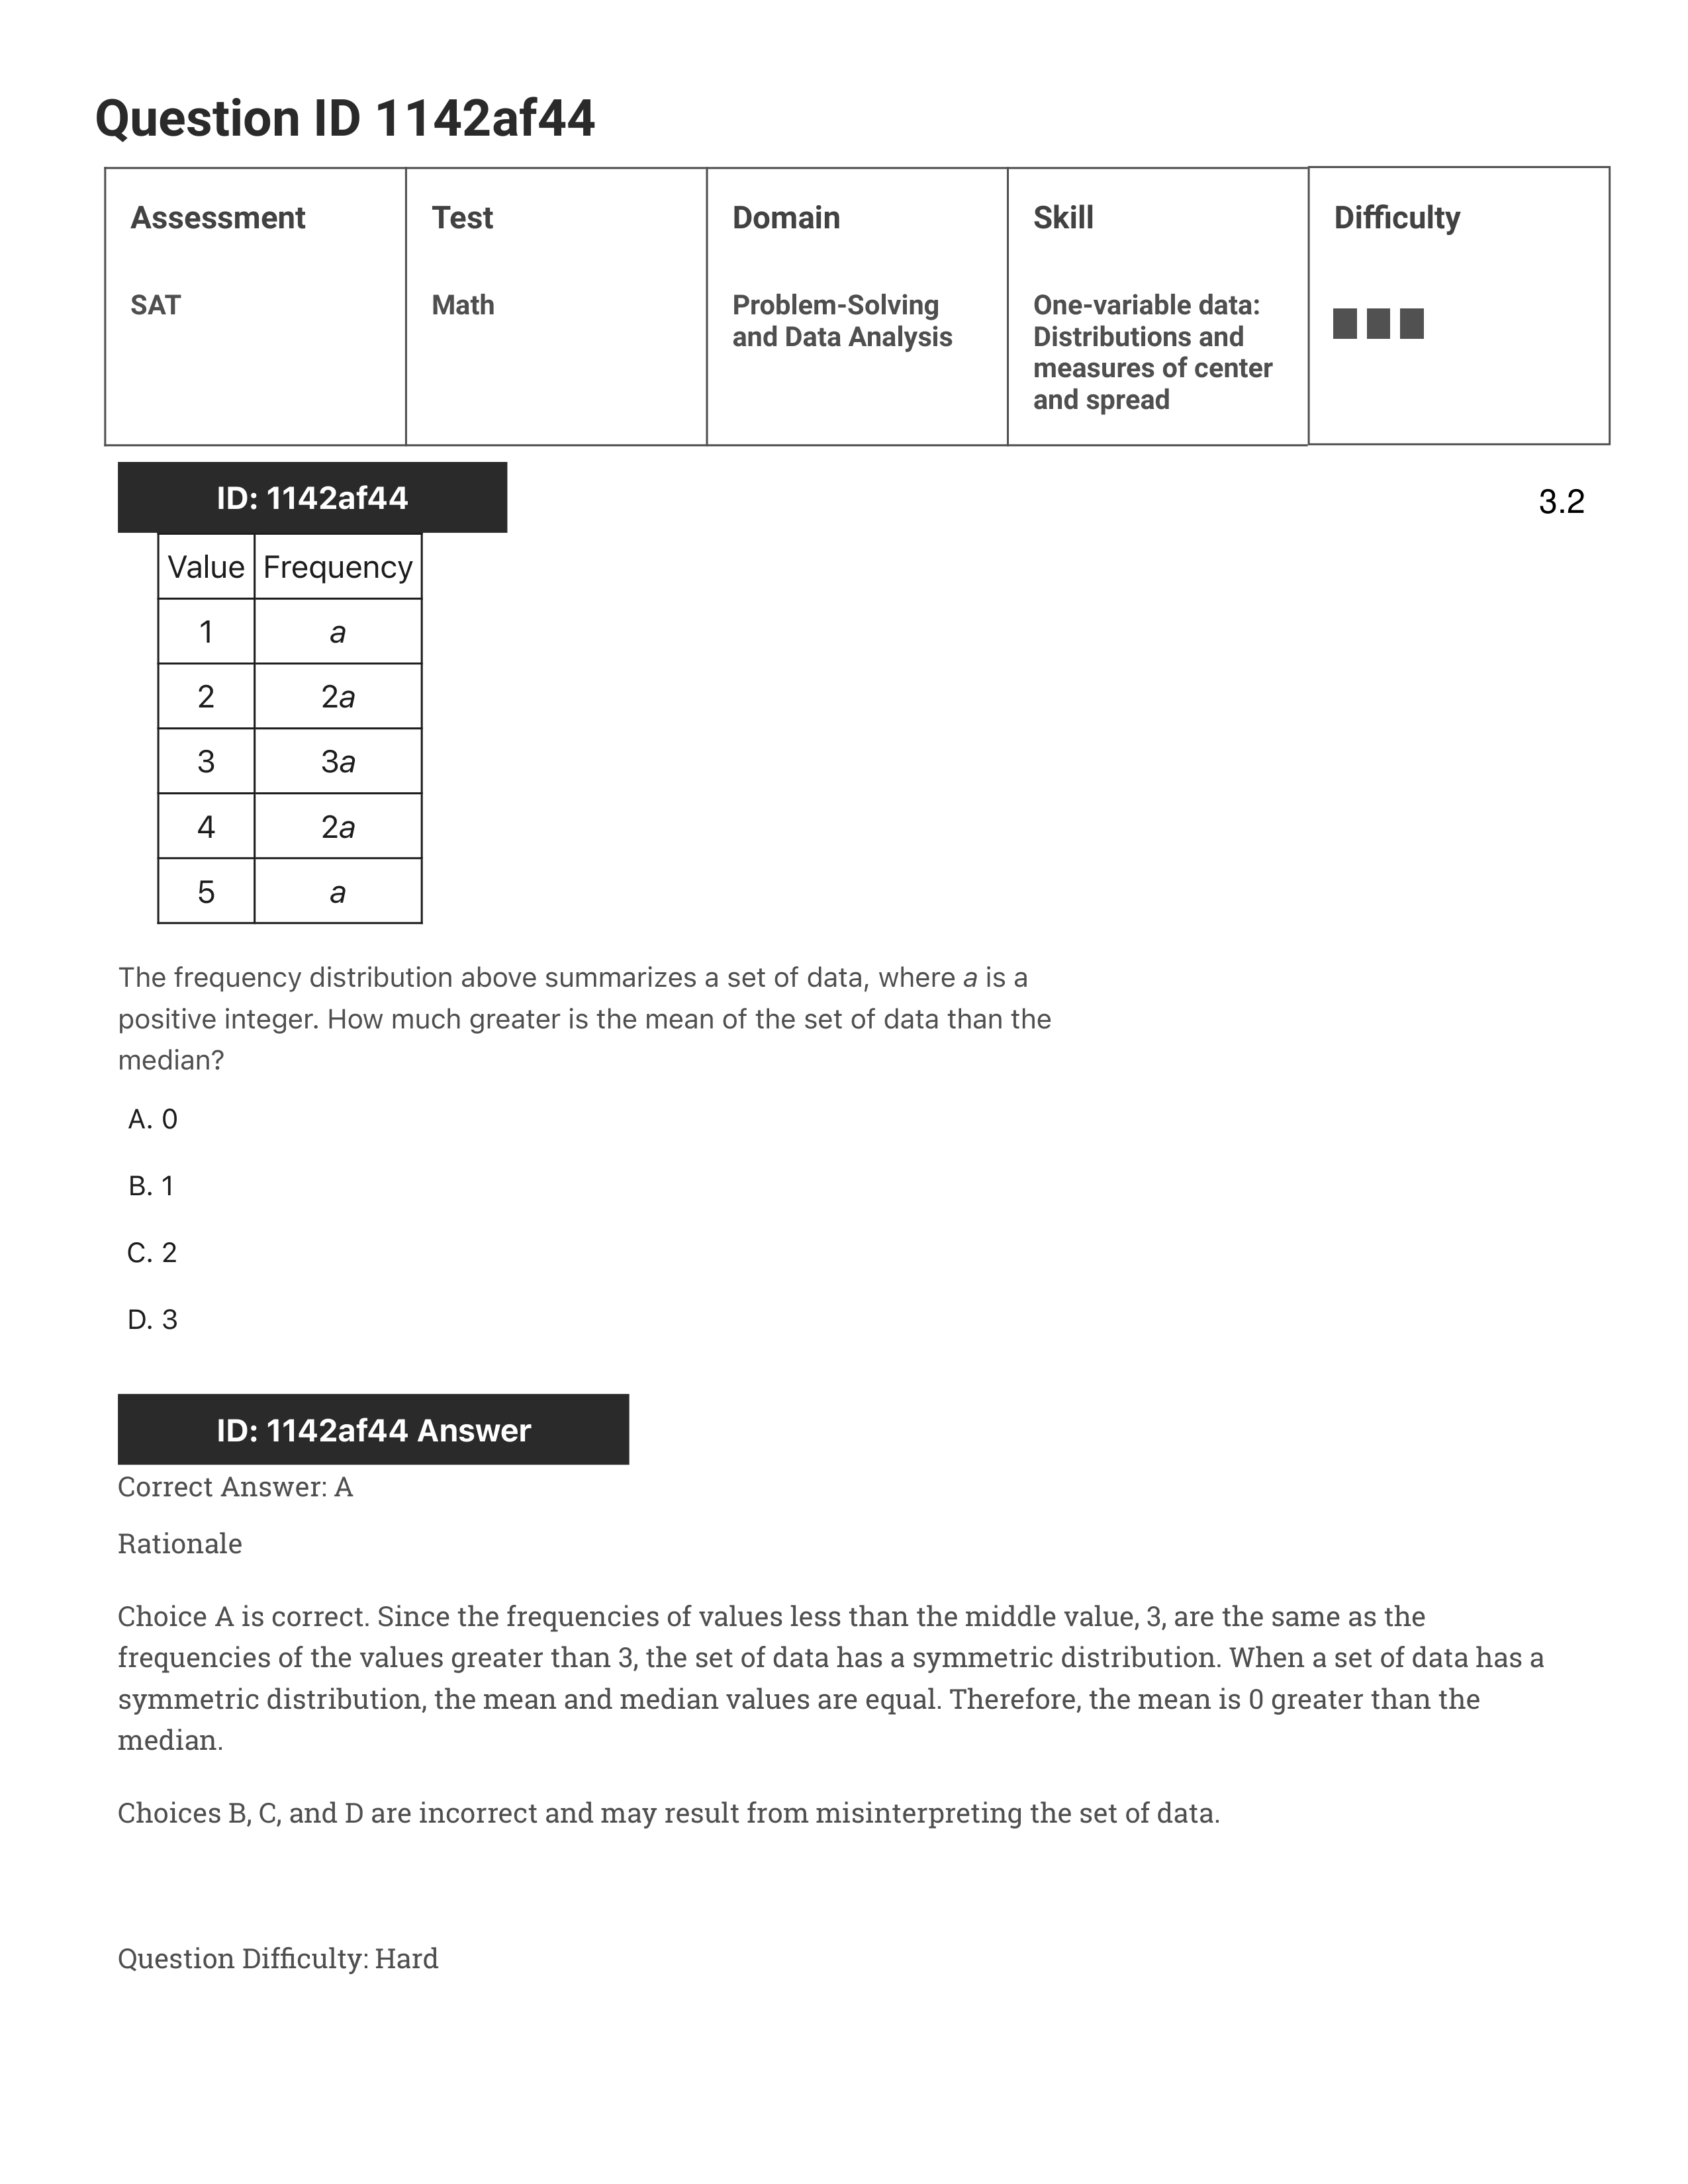 Question ID 1142af44
Assessment
Test
Domain
Skill
Difficulty
SAT
Math
Problem-Solving
and Data Analysis
One-variable data:
Distributions and
measures of center
and spread
ID: 1142af44
3.2
Value Frequency
1 a
2 2a
3 3a
4 2a
5 a
The frequency distribution above summarizes a set of data, where a is a
positive integer. How much greater is the mean of the set of data than the
median?
A. 0
B. 1
C. 2
D. 3
ID: 1142af44 Answer
Correct Answer: A
Rationale
Choice A is correct. Since the frequencies of values less than the middle value, 3, are the same as the
frequencies of the values greater than 3, the set of data has a symmetric distribution. When a set of data has a
symmetric distribution, the mean and median values are equal. Therefore, the mean is 0 greater than the
median.
Choices B, C, and D are incorrect and may result from misinterpreting the set of data.
Question Difficulty: Hard